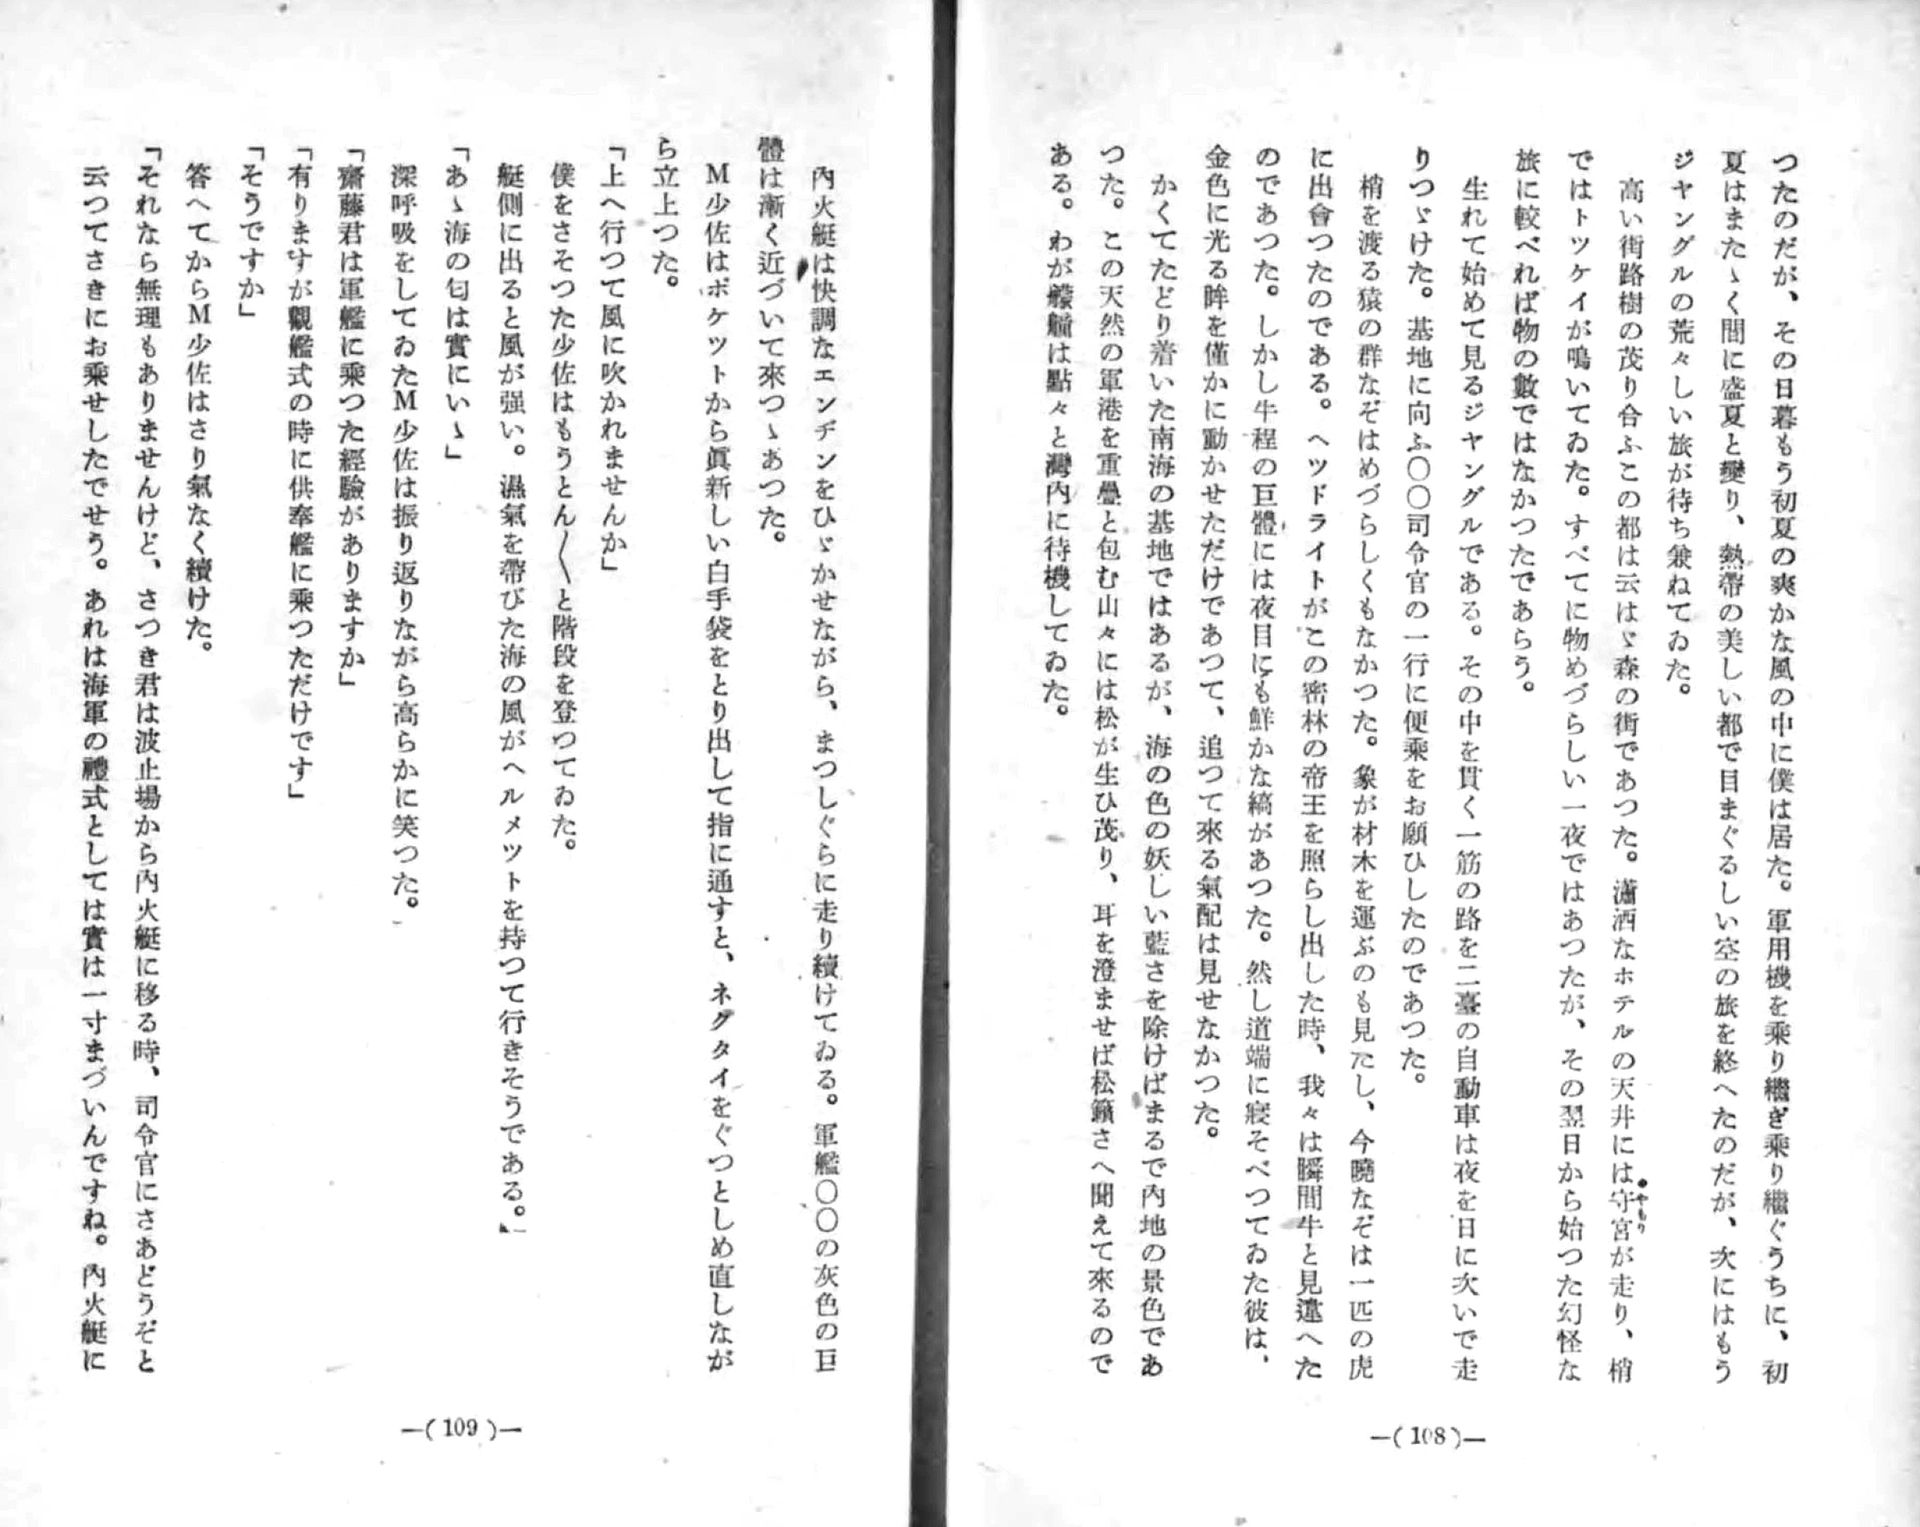 つたのだが、その日暮もう初夏の爽かな風の中に僕は居た。軍用機を乘り繼ぎ乘り繼ぐうちに、初
夏はまたゝく間に盛夏と變り、熱帶の美しい都で目まぐるしい空の旅を終へたのだが、次にはもう
ジヤングルの荒々しい旅が待ち兼ねてゐた。
高い街路樹の茂り合ふこの都は云はゞ森の街であつた。瀟洒なホテルの天井には守宮が走り、梢
やもり
ではトツケイが鳴いてゐた。すべてに物めづらしい一夜ではあつたが、その翌日から始つた幻怪な
旅に較べれば物の數ではなかつたであらう。
生れて始めて見るジヤングルである。その中を貫く一筋の路を二臺の自動車は夜を日に次いで走
りつゞけた。基地に向ふ〇〇司令官の一行に便乘をお願ひしたのであつた。
梢を渡る猿の群なぞはめづらしくもなかつた。象が材木を運ぶのも見たし、今曉なぞは一匹の虎
に出會つたのである。ヘツドライトがこの密林の帝王を照らし出した時、我々は瞬間牛と見違へた
のであつた。しかし牛程の巨體には夜目にも鮮かな縞があつた。然し道端に寢そべつてゐた彼は、
金色に光る眸を僅かに動かせただけであつて、追つて來る氣配は見せなかつた。
かくてたどり着いた南海の基地ではあるが、海の色の妖しい藍さを除けばまるで內地の景色であ
つた。この天然の軍港を重疊と包む山々には松が生ひ茂り、耳を澄ませば松籟さへ聞えて來るので
ある。わが艨艟は點々と灣內に待機してゐた。
—( 108 )—
內火艇は快調なエンヂンをひゞかせながら、まつしぐらに走り續けてゐる。軍艦〇〇の灰色の巨
體は漸く近づいて來つゝあつた。
M少佐はポケツトから眞新しい白手袋をとり出して指に通すと、ネクタイをぐつとしめ直しなが
ら立上つた。
「上へ行つて風に吹かれませんか」
僕をさそつた少佐はもうとん〳〵と階段を登つてゐた。
艇側に出ると風が强い。濕氣を帶びた海の風がヘルメツトを持つて行きそうである。」
「あゝ海の匂は實にいゝ」
深呼吸をしてゐたM少佐は振り返りながら高らかに笑つた。
「齋藤君は軍艦に乘つた經驗がありますか」
「有りますが觀艦式の時に供奉艦に乘つただけです」
「そうですか」
答へてからM少佐はさり氣なく續けた。
「それなら無理もありませんけど、さつき君は波止場から內火艇に移る時、司令官にさあどうぞと
云つてさきにお乘せしたでせう。あれは海軍の禮式としては實は一寸まづいんですね。內火艇に
—( 109 )—